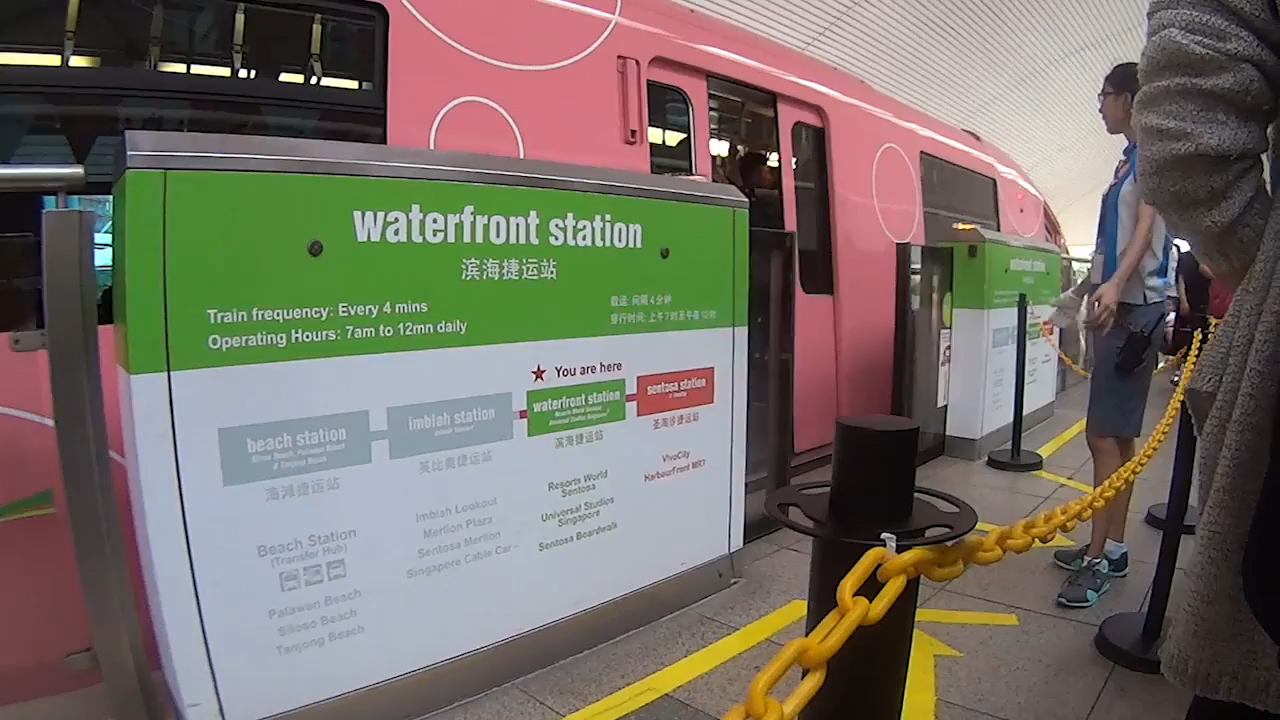 waterfront station
滨海捷运站
Train frequency: Every 4 mins
Operating Hours: 7am to 12mn daily
You are here
beach station
海滩捷运站
Beach Station
(Transfer Hub)
Palawan Beach
Siloso Beach
Tanjong Beach
imbiah station
英比奥捷运站
Imbiah Lookout
Merlion Plaza
Sentosa Merlion
Singapore Cable Car
waterfront station
滨海捷运站
Resorts World
Sentosa
Universal Studios
Singapore
Sentosa Boardwalk
sentosa station
圣淘沙捷运站
VivoCity
HarbourFront MRT
waterfront station